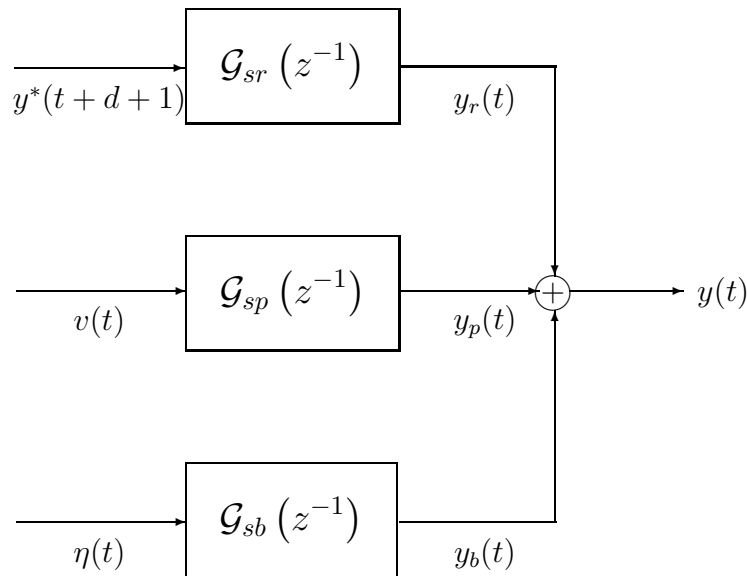 𝒢_{sr} (z^{-1})
y*(t + d + 1)
y_r(t)
𝒢_{sp} (z^{-1})
+
y(t)
v(t)
y_p(t)
𝒢_{sb} (z^{-1})
η(t)
y_b(t)